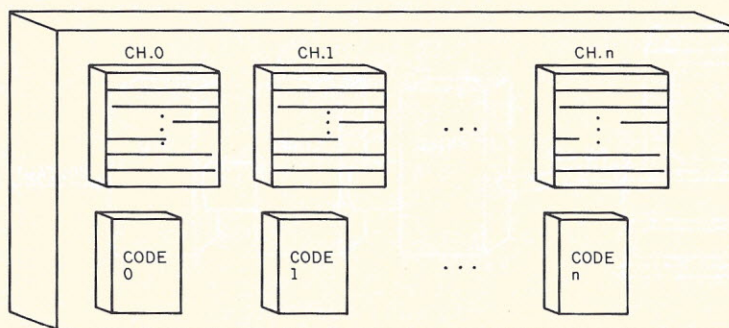 CH.0 CH.1 CH.n
. . .
CODE 0
CODE 1
. . .
CODE n